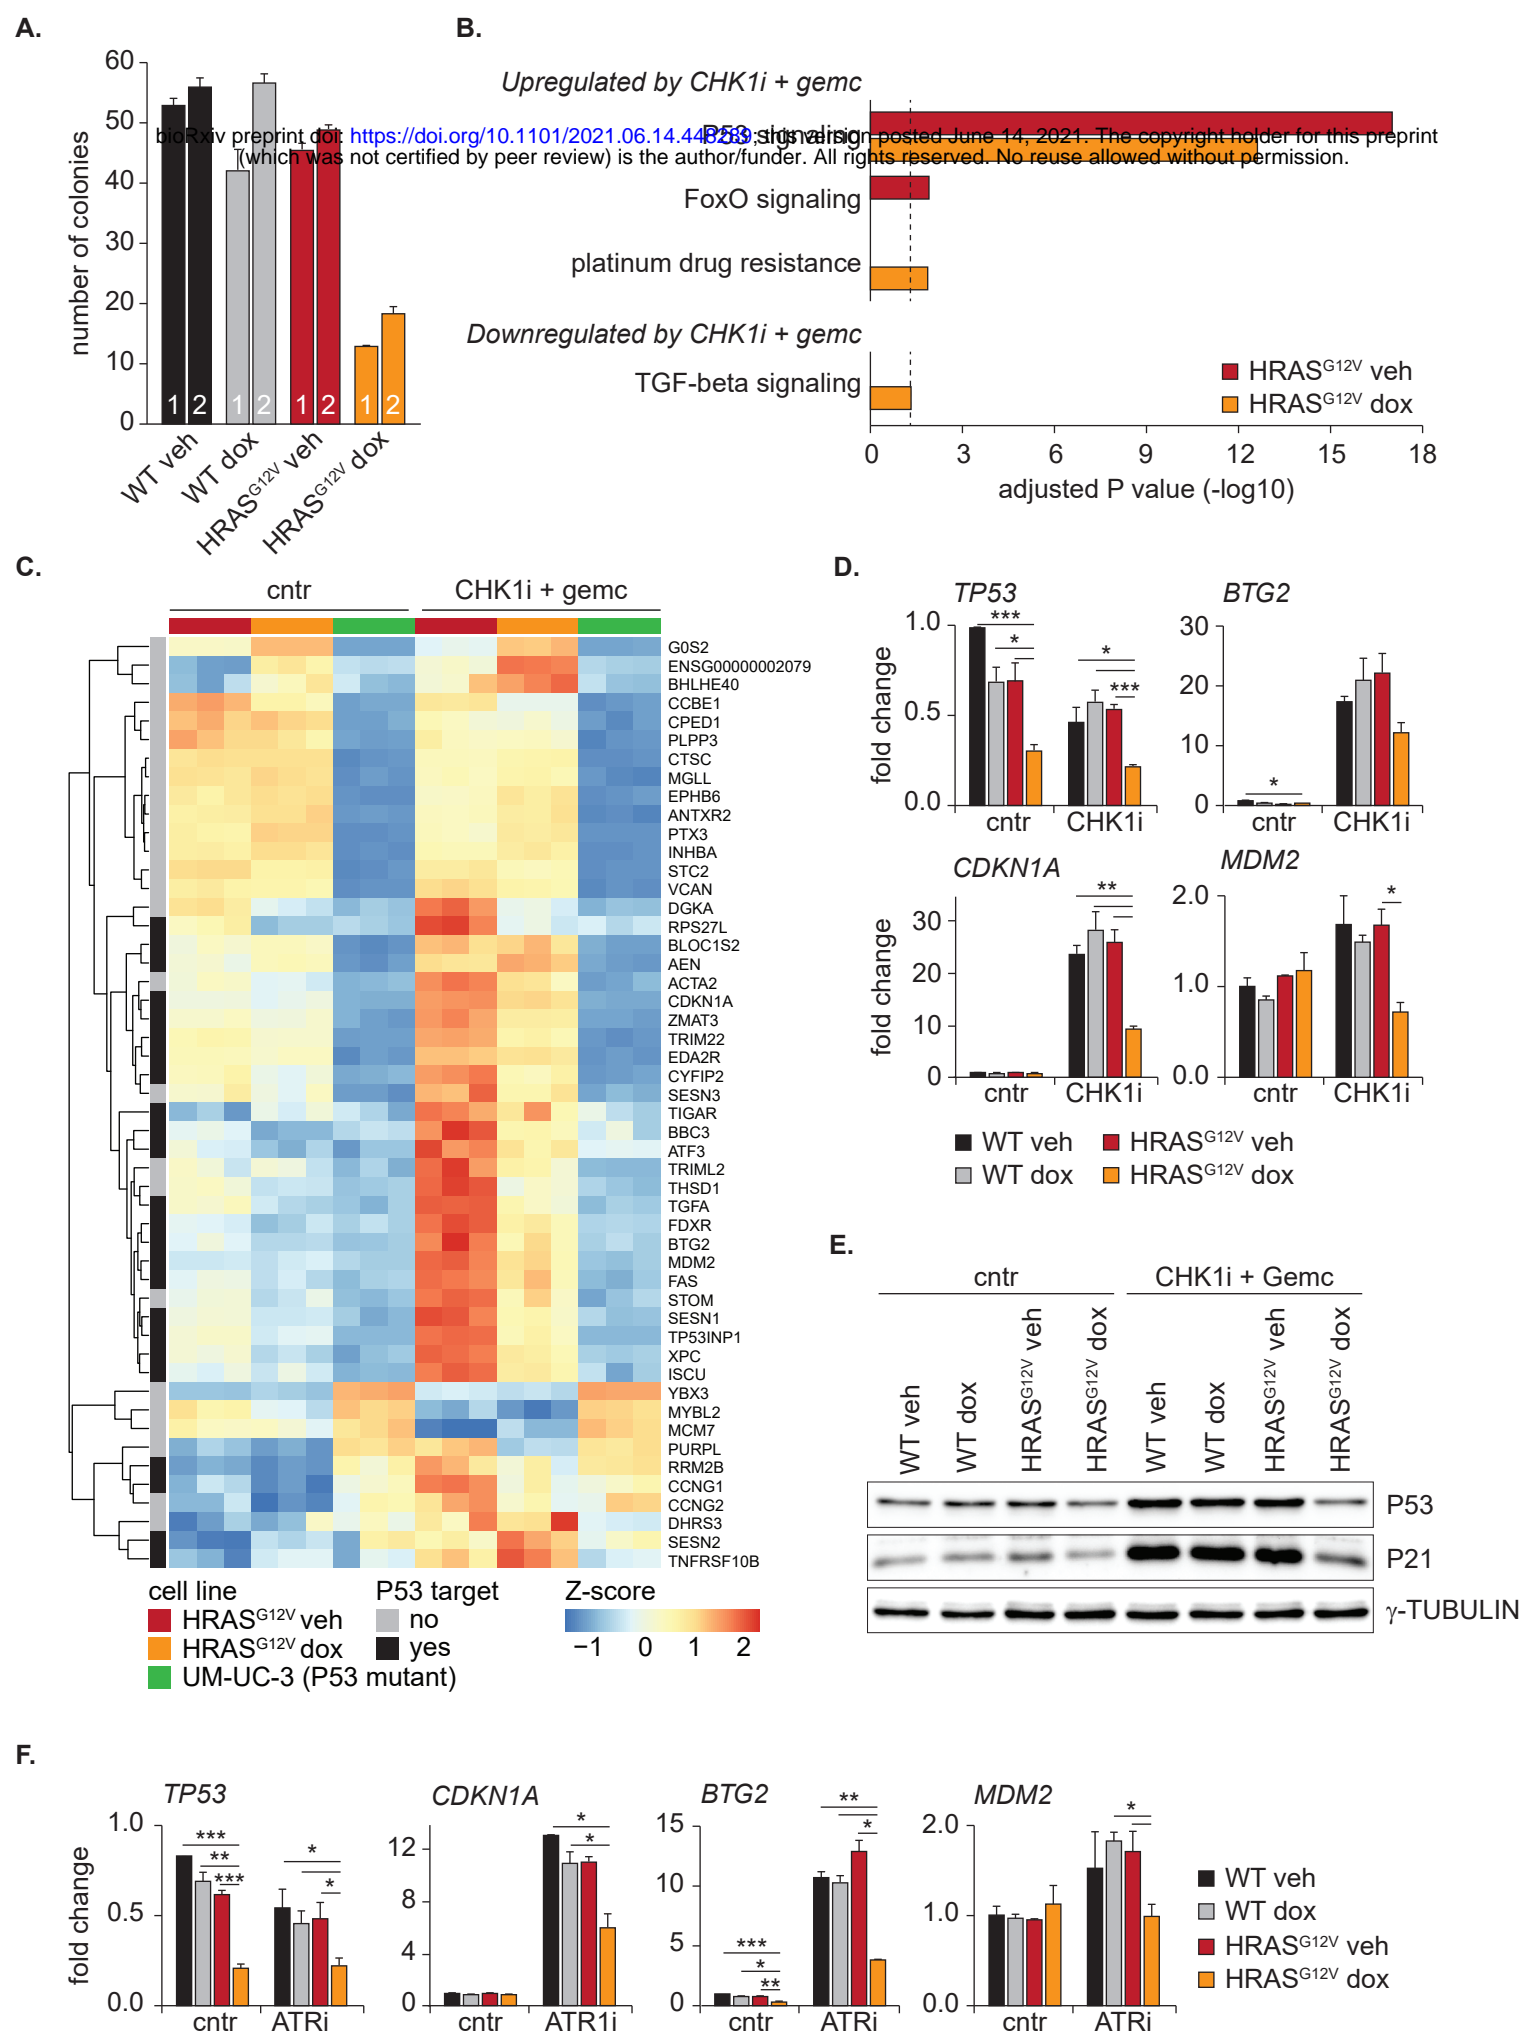 A.
60
50
40
30
20
10
0
number of colonies
1 2 1 2 1 2 1 2
WT veh
WT dox
HRASG12V veh
HRASG12V dox
B.
Upregulated by CHK1i + gemc
P53 signaling
bioRxiv preprint doi: https://doi.org/10.1101/2021.06.14.448289; this version posted June 14, 2021. The copyright holder for this preprint
(which was not certified by peer review) is the author/funder. All rights reserved. No reuse allowed without permission.
FoxO signaling
platinum drug resistance
Downregulated by CHK1i + gemc
TGF-beta signaling
HRASG12V veh
HRASG12V dox
0 3 6 9 12 15 18
adjusted P value (-log10)
C.
cntr
CHK1i + gemc
G0S2
ENSG00000002079
BHLHE40
CCBE1
CPED1
PLPP3
CTSC
MGLL
EPHB6
ANTXR2
PTX3
INHBA
STC2
VCAN
DGKA
RPS27L
BLOC1S2
AEN
ACTA2
CDKN1A
ZMAT3
TRIM22
EDA2R
CYFIP2
SESN3
TIGAR
BBC3
ATF3
TRIML2
THSD1
TGFA
FDXR
BTG2
MDM2
FAS
STOM
SESN1
TP53INP1
XPC
ISCU
YBX3
MYBL2
MCM7
PURPL
RRM2B
CCNG1
CCNG2
DHRS3
SESN2
TNFRSF10B
cell line
HRASG12V veh
HRASG12V dox
UM-UC-3 (P53 mutant)
P53 target
no
yes
Z-score
−1 0 1 2
D.
TP53
1.0
0.5
0.0
fold change
***
*
*
***
cntr CHK1i
BTG2
30
20
10
0
*
cntr CHK1i
CDKN1A
30
20
10
0
fold change
**
cntr CHK1i
MDM2
2.0
1.0
0.0
*
cntr CHK1i
WT veh
WT dox
HRASG12V veh
HRASG12V dox
E.
cntr
CHK1i + Gemc
WT veh
WT dox
HRASG12V veh
HRASG12V dox
WT veh
WT dox
HRASG12V veh
HRASG12V dox
P53
P21
γ-TUBULIN
F.
TP53
1.0
0.5
0.0
fold change
***
**
***
*
*
cntr ATRi
CDKN1A
12
8
4
0
*
*
cntr ATR1i
BTG2
15
10
5
0
***
*
**
**
*
cntr ATRi
MDM2
2.0
1.0
0.0
*
cntr ATRi
WT veh
WT dox
HRASG12V veh
HRASG12V dox